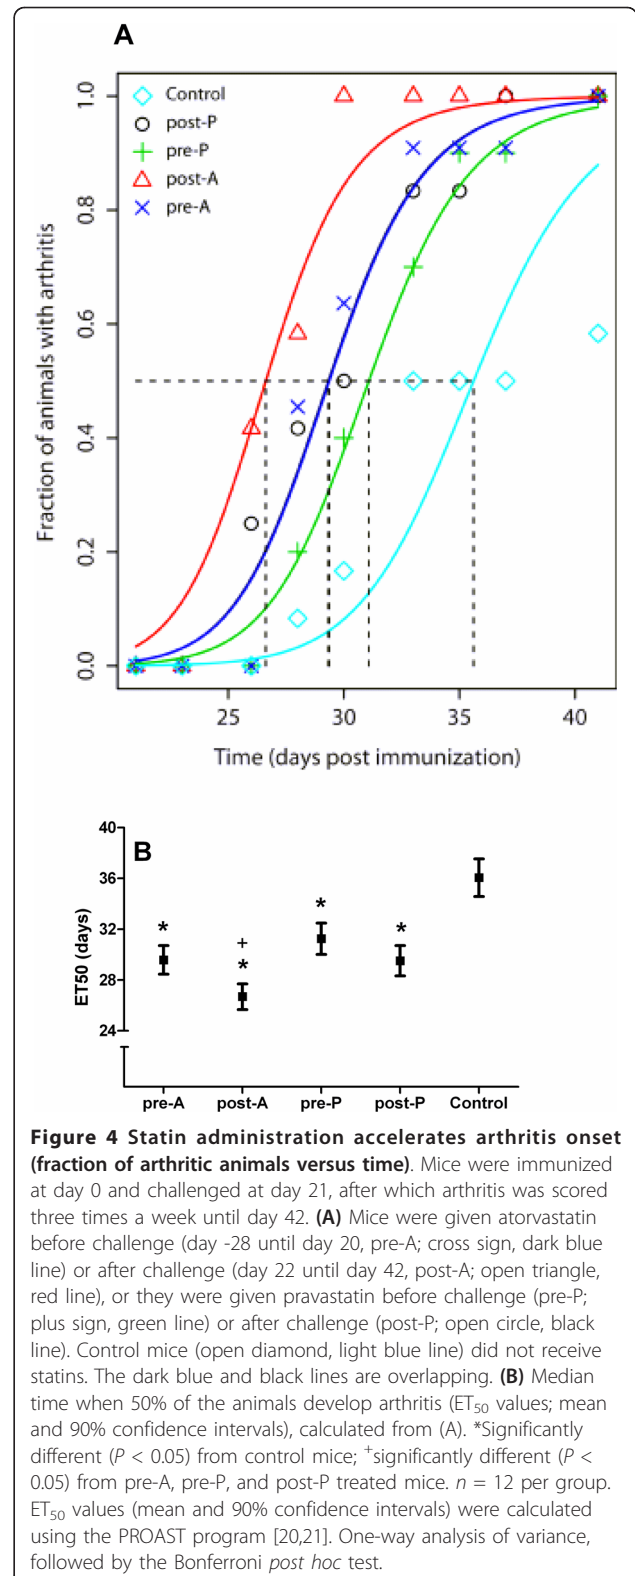 A
Control
post-P
pre-P
post-A
pre-A
Fraction of animals with arthritis
1.0
0.8
0.6
0.4
0.2
0.0
25 30 35 40
Time (days post immunization)
B
ET50 (days)
40
36
32
28
24
* + * * *
pre-A post-A pre-P post-P Control
Figure 4 Statin administration accelerates arthritis onset
(fraction of arthritic animals versus time). Mice were immunized
at day 0 and challenged at day 21, after which arthritis was scored
three times a week until day 42. (A) Mice were given atorvastatin
before challenge (day -28 until day 20, pre-A; cross sign, dark blue
line) or after challenge (day 22 until day 42, post-A; open triangle,
red line), or they were given pravastatin before challenge (pre-P;
plus sign, green line) or after challenge (post-P; open circle, black
line). Control mice (open diamond, light blue line) did not receive
statins. The dark blue and black lines are overlapping. (B) Median
time when 50% of the animals develop arthritis (ET₅₀ values; mean
and 90% confidence intervals), calculated from (A). *Significantly
different (P < 0.05) from control mice; ⁺significantly different (P <
0.05) from pre-A, pre-P, and post-P treated mice. n = 12 per group.
ET₅₀ values (mean and 90% confidence intervals) were calculated
using the PROAST program [20,21]. One-way analysis of variance,
followed by the Bonferroni post hoc test.